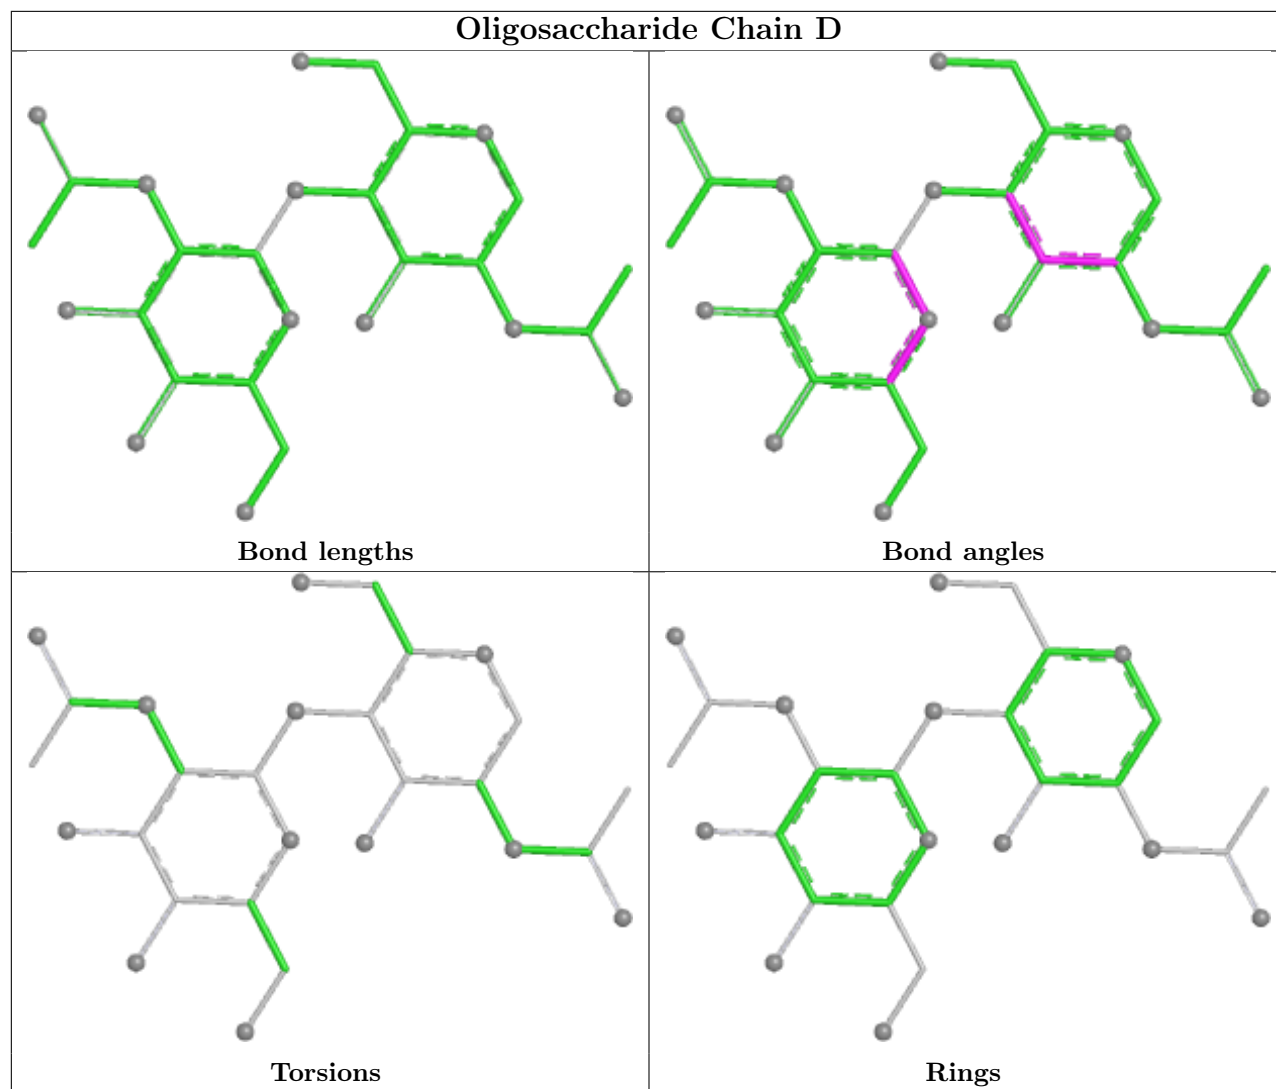 Oligosaccharide Chain D
Bond lengths
Bond angles
Torsions
Rings